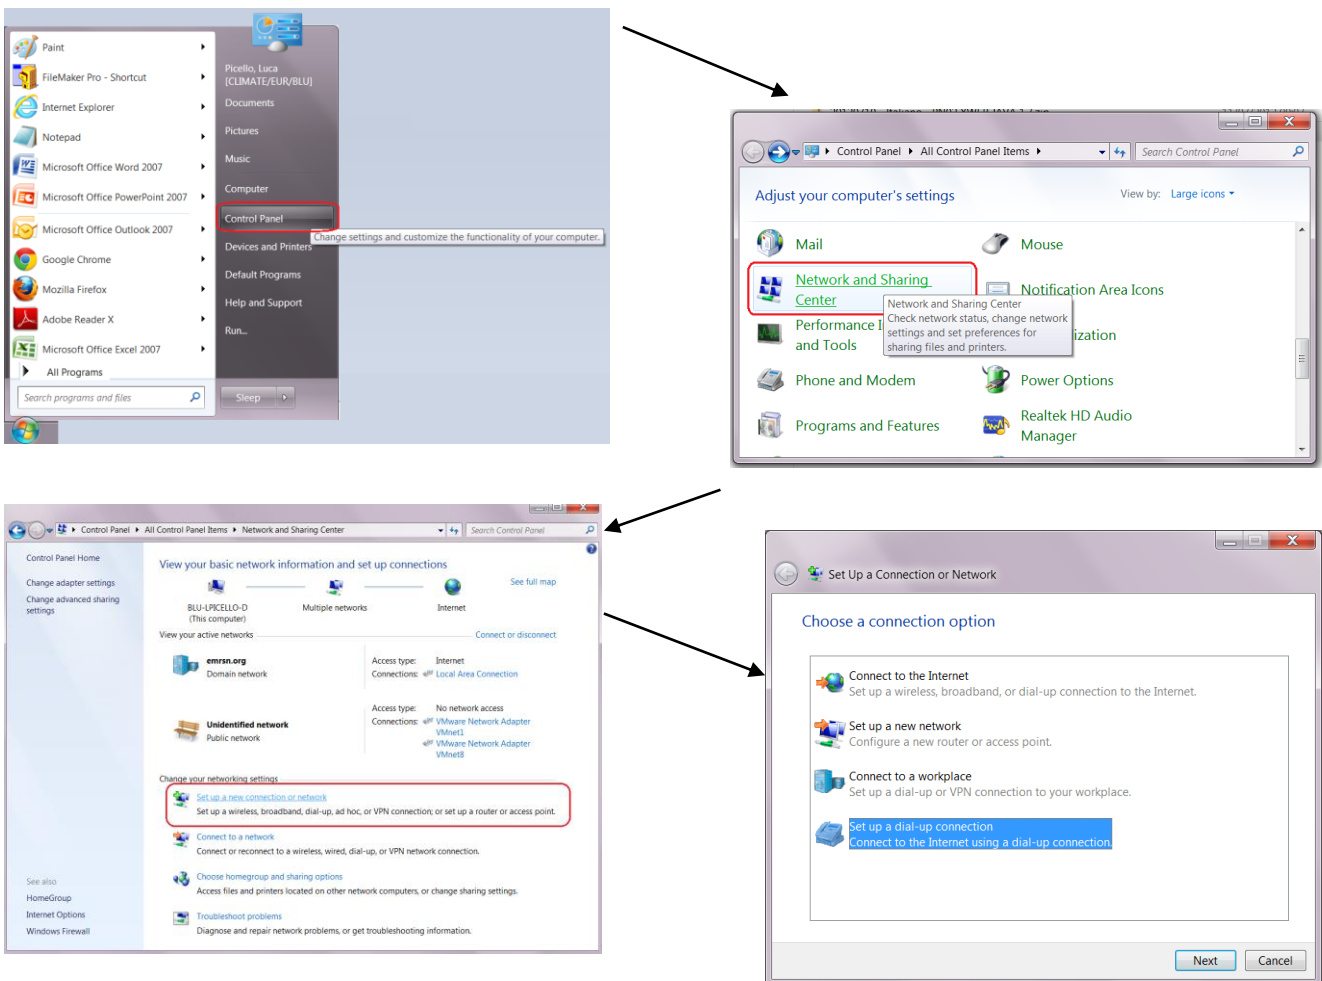 Paint
FileMaker Pro - Shortcut
Internet Explorer
Notepad
Microsoft Office Word 2007
Microsoft Office PowerPoint 2007
Microsoft Office Outlook 2007
Google Chrome
Mozilla Firefox
Adobe Reader X
Microsoft Office Excel 2007
All Programs
Search programs and files
Picello, Luca
[CLIMATE/EUR/BLU]
Documents
Pictures
Music
Computer
Control Panel
Change settings and customize the functionality of your computer.
Devices and Printers
Default Programs
Help and Support
Run...
Sleep
Control Panel
All Control Panel Items
Search Control Panel
Adjust your computer's settings
View by: Large icons
Mail
Mouse
Network and Sharing
Center
Notification Area Icons
Network and Sharing Center
Check network status, change network
settings and set preferences for
sharing files and printers.
Performance
and Tools
Phone and Modem
Power Options
Programs and Features
Realtek HD Audio
Manager
Control Panel
All Control Panel Items
Network and Sharing Center
Search Control Panel
Control Panel Home
Change adapter settings
Change advanced sharing
settings
See also
HomeGroup
Internet Options
Windows Firewall
View your basic network information and set up connections
See full map
BLU-LPICELLO-D
(This computer)
Multiple networks
Internet
View your active networks
Connect or disconnect
emrsn.org
Domain network
Access type: Internet
Connections: Local Area Connection
Unidentified network
Public network
Access type: No network access
Connections: VMware Network Adapter
VMnet1
VMware Network Adapter
VMnet8
Change your networking settings
Set up a new connection or network
Set up a wireless, broadband, dial-up, ad hoc, or VPN connection; or set up a router or access point.
Connect to a network
Connect or reconnect to a wireless, wired, dial-up, or VPN network connection.
Choose homegroup and sharing options
Access files and printers located on other network computers, or change sharing settings.
Troubleshoot problems
Diagnose and repair network problems, or get troubleshooting information.
Set Up a Connection or Network
Choose a connection option
Connect to the Internet
Set up a wireless, broadband, or dial-up connection to the Internet.
Set up a new network
Configure a new router or access point.
Connect to a workplace
Set up a dial-up or VPN connection to your workplace.
Set up a dial-up connection
Connect to the Internet using a dial-up connection.
Next
Cancel